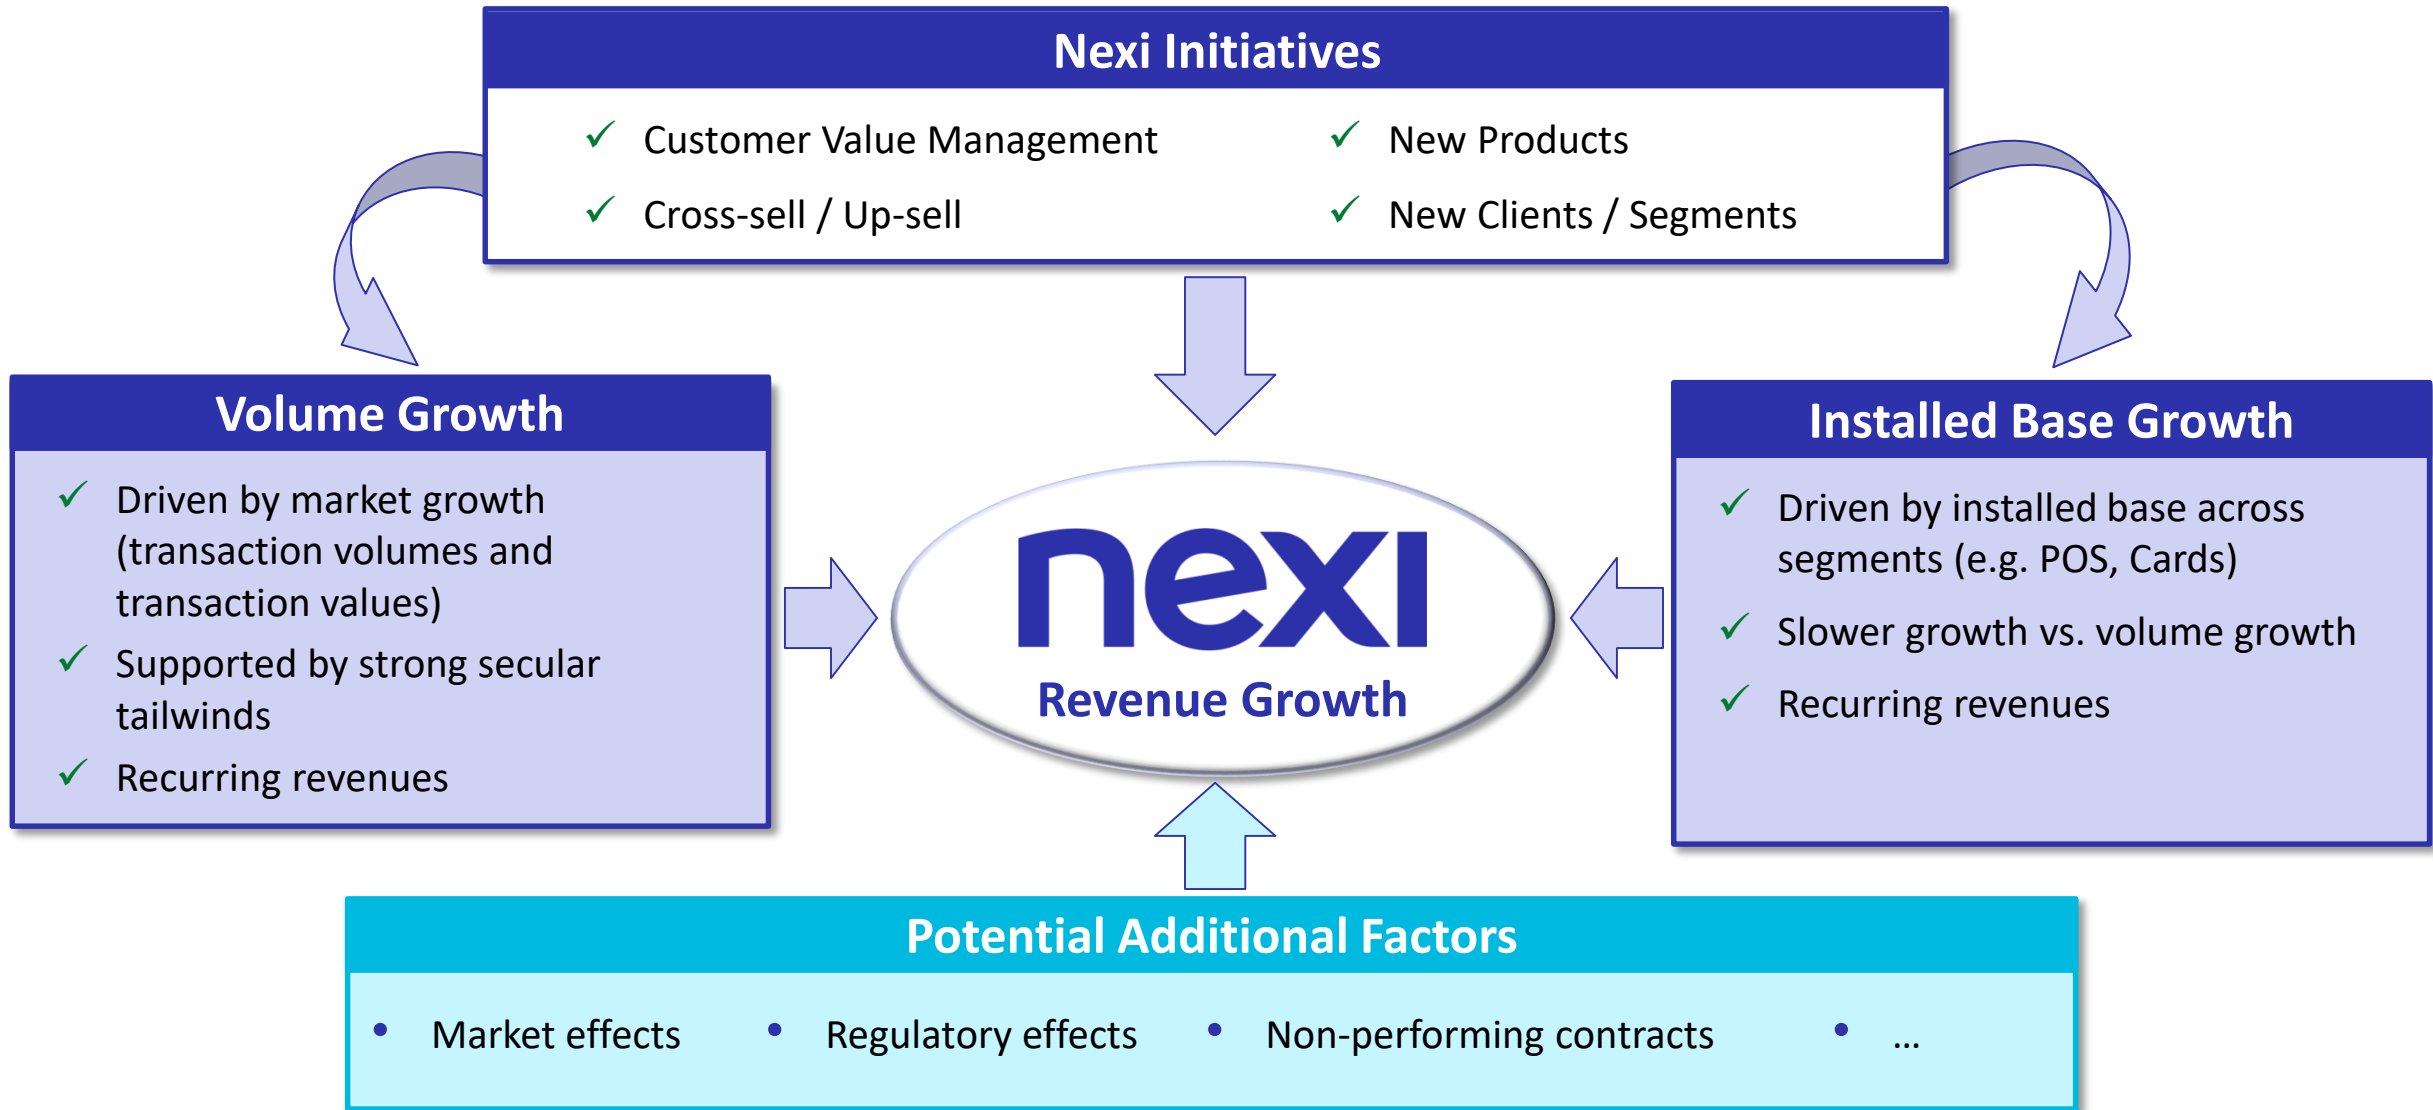 Nexi Initiatives
✓ Customer Value Management
✓ New Products
✓ Cross-sell / Up-sell
✓ New Clients / Segments
Volume Growth
✓ Driven by market growth
(transaction volumes and
transaction values)
✓ Supported by strong secular
tailwinds
✓ Recurring revenues
nexi
Revenue Growth
Installed Base Growth
✓ Driven by installed base across
segments (e.g. POS, Cards)
✓ Slower growth vs. volume growth
✓ Recurring revenues
Potential Additional Factors
• Market effects • Regulatory effects • Non-performing contracts • …